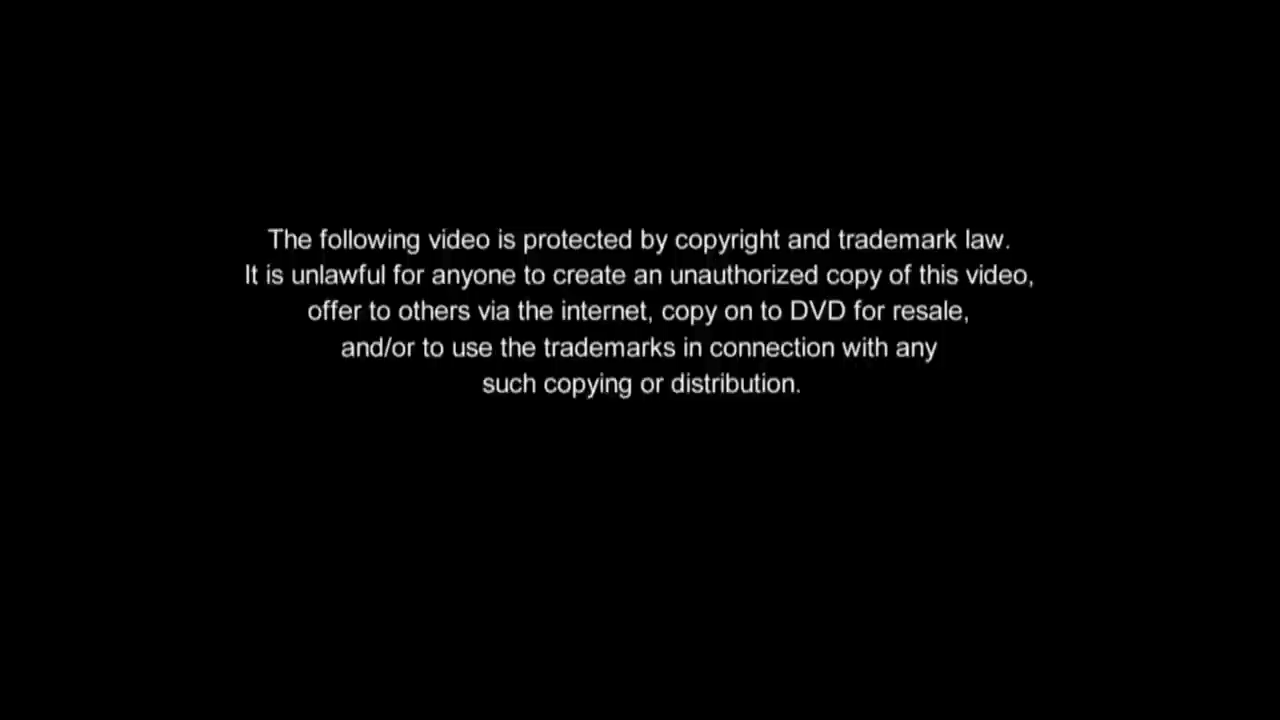 The following video is protected by copyright and trademark law.
It is unlawful for anyone to create an unauthorized copy of this video,
offer to others via the internet, copy on to DVD for resale,
and/or to use the trademarks in connection with any
such copying or distribution.